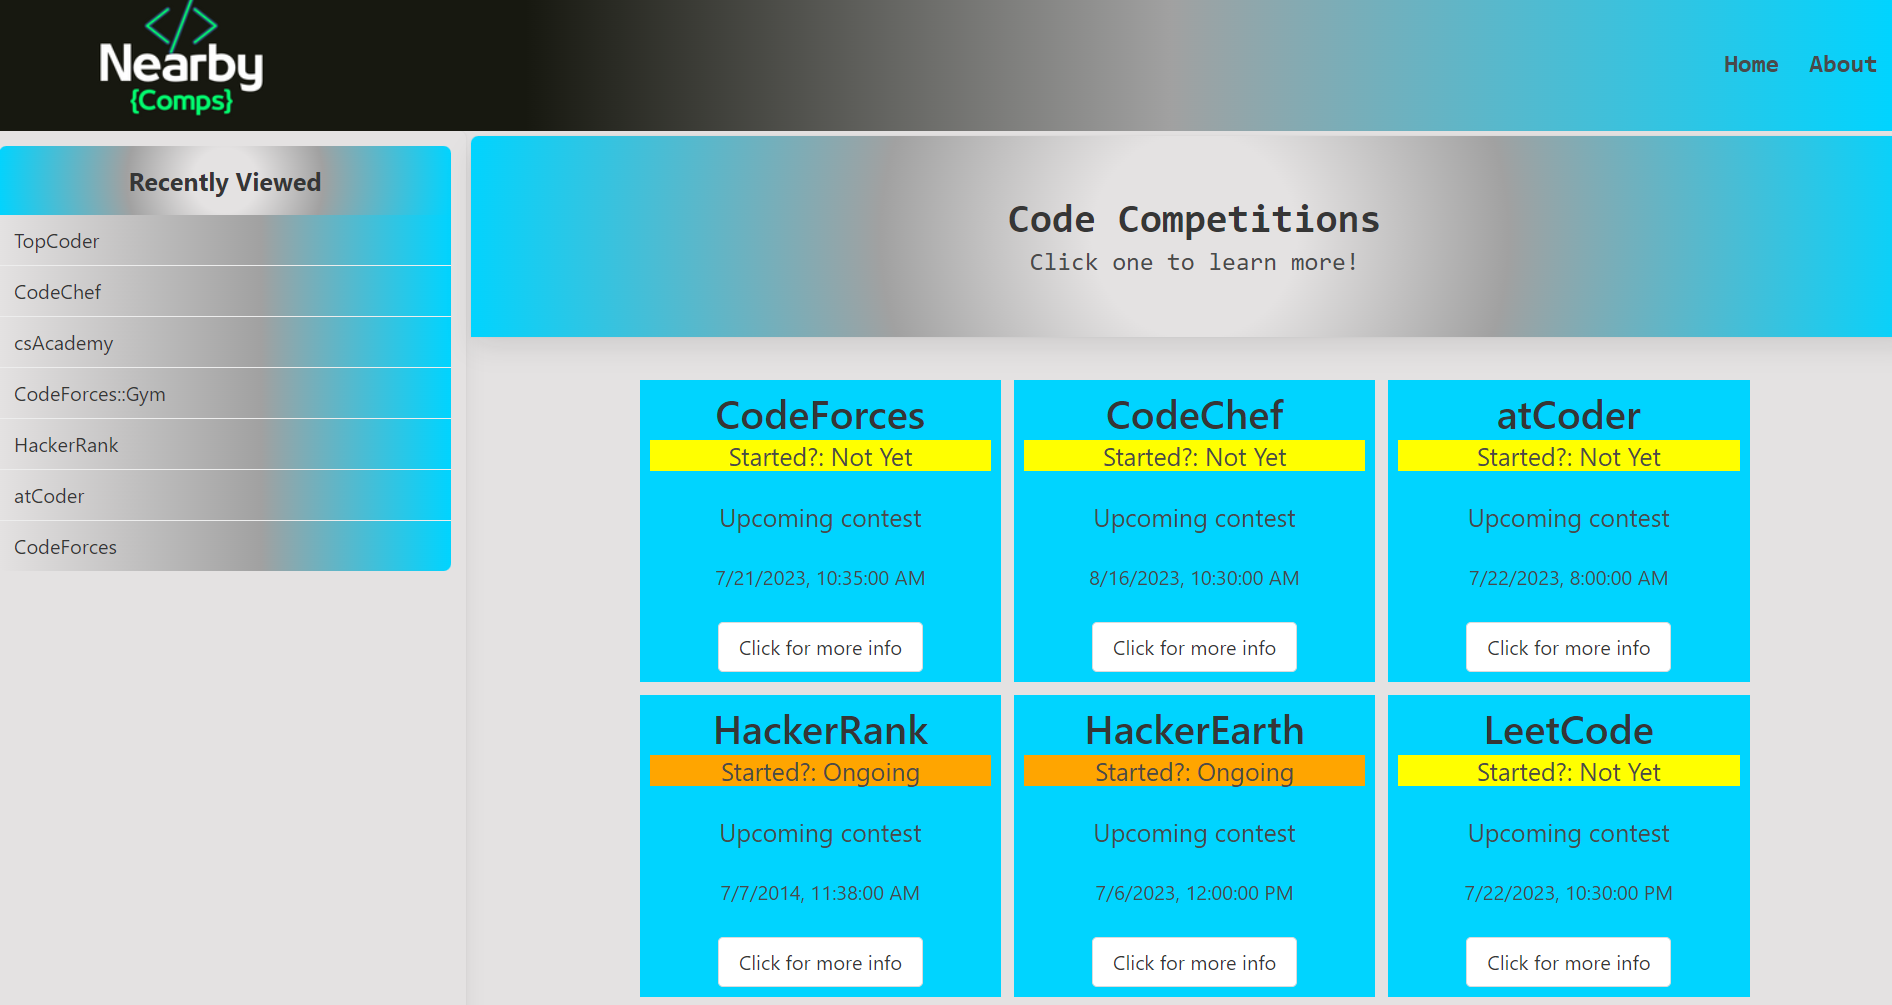 </>
Nearby
{Comps}
Home
About
Recently Viewed
TopCoder
CodeChef
csAcademy
CodeForces::Gym
HackerRank
atCoder
CodeForces
Code Competitions
Click one to learn more!
CodeForces
Started?: Not Yet
Upcoming contest
7/21/2023, 10:35:00 AM
Click for more info
CodeChef
Started?: Not Yet
Upcoming contest
8/16/2023, 10:30:00 AM
Click for more info
atCoder
Started?: Not Yet
Upcoming contest
7/22/2023, 8:00:00 AM
Click for more info
HackerRank
Started?: Ongoing
Upcoming contest
7/7/2014, 11:38:00 AM
Click for more info
HackerEarth
Started?: Ongoing
Upcoming contest
7/6/2023, 12:00:00 PM
Click for more info
LeetCode
Started?: Not Yet
Upcoming contest
7/22/2023, 10:30:00 PM
Click for more info